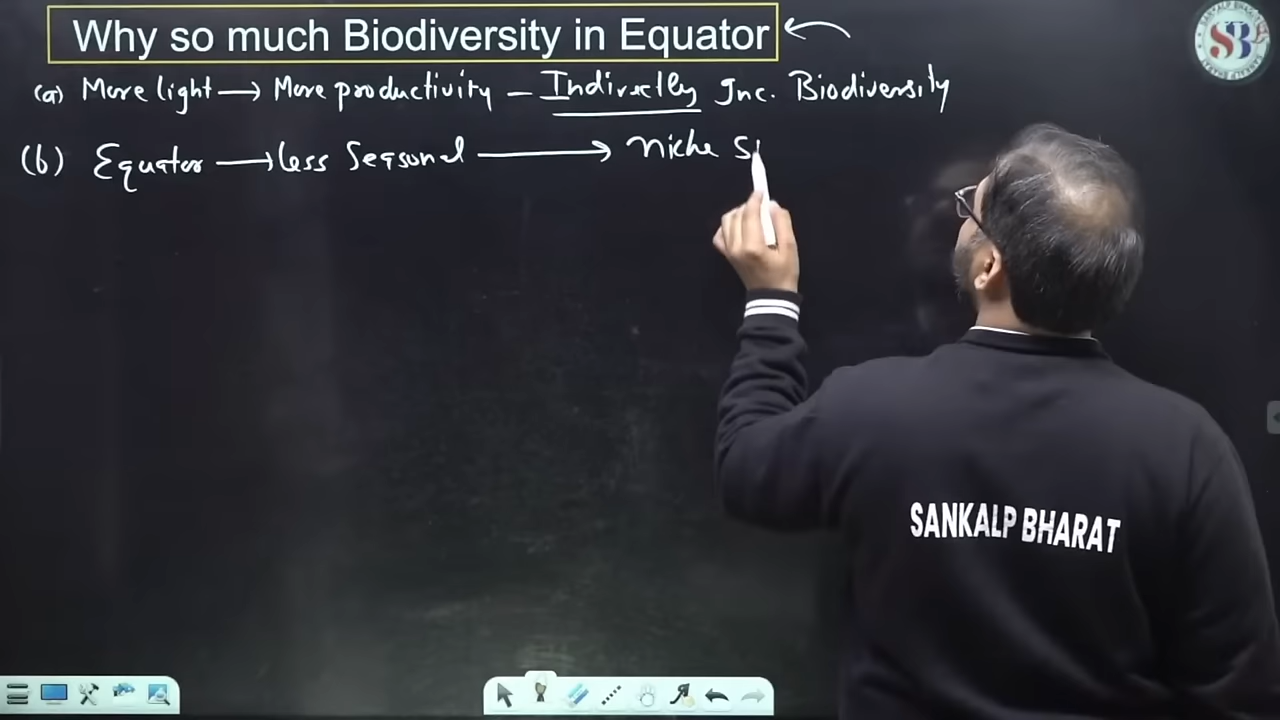 Why so much Biodiversity in Equator
(a) More light → More productivity – Indirectly Inc. Biodiversity
(b) Equator → less Seasonal → Niche
SANKALP BHARAT
SB